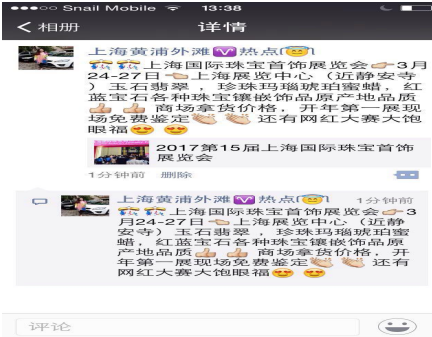 ●●●○○ Snail Mobile 13:38
相册 详情
上海黄浦外滩V热点
上海国际珠宝首饰展览会👉3月
24-27日👈上海展览中心（近静安寺
）玉石翡翠，珍珠玛瑙琥珀蜜蜡，红
蓝宝石各种珠宝镶嵌饰品原产地品质
👍👍商场拿货价格，开年第一展现
场免费鉴定👏👏还有网红大赛大饱
眼福😍😍
2017第15届上海国际珠宝首饰
展览会
1分钟前 删除
上海黄浦外滩V热点 1分钟前
上海国际珠宝首饰展览会👉3
月24-27日👈上海展览中心（近静
安寺）玉石翡翠，珍珠玛瑙琥珀蜜
蜡，红蓝宝石各种珠宝镶嵌饰品原
产地品质👍👍商场拿货价格，开
年第一展现场免费鉴定👏👏还有
网红大赛大饱眼福😍😍
评论